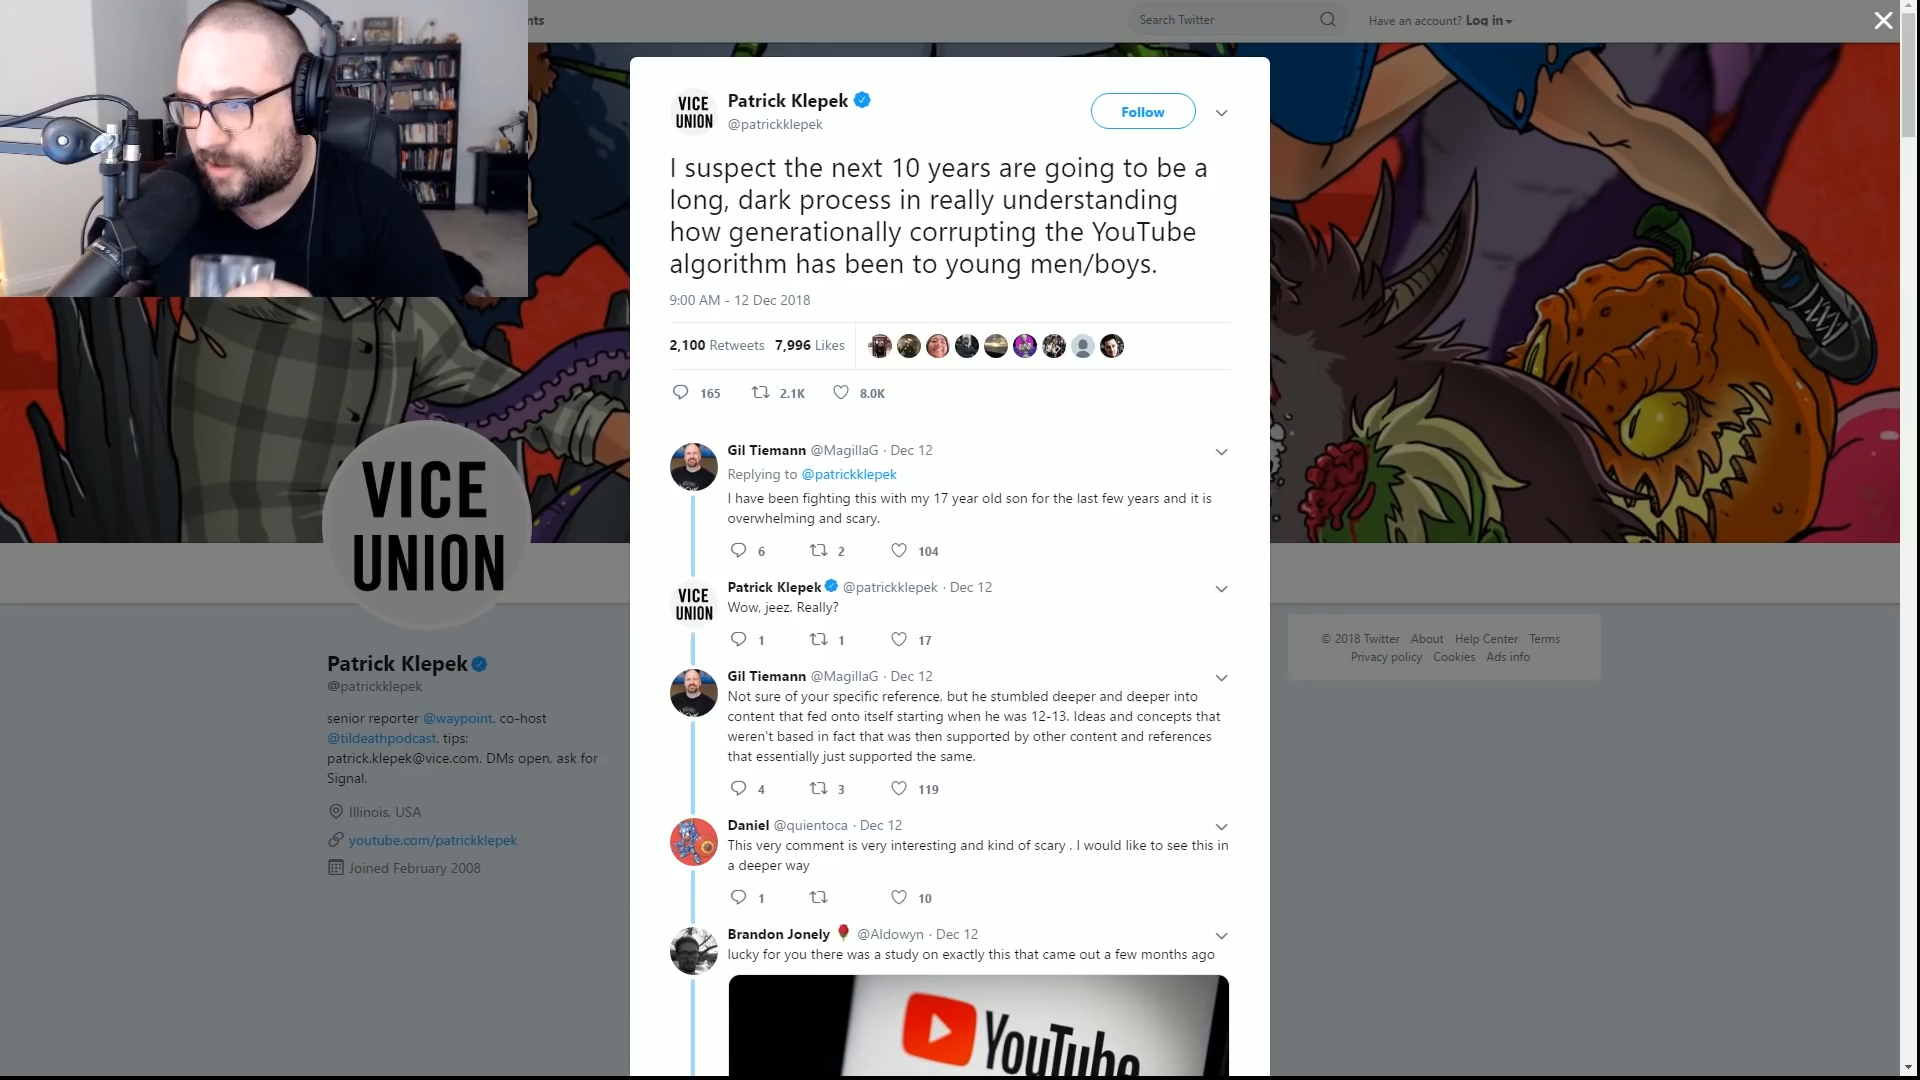 nts
Search Twitter
Have an account? Log in
VICE
UNION
Patrick Klepek
@patrickklepek
Follow
I suspect the next 10 years are going to be a
long, dark process in really understanding
how generationally corrupting the YouTube
algorithm has been to young men/boys.
9:00 AM - 12 Dec 2018
2,100 Retweets 7,996 Likes
165 2.1K 8.0K
Gil Tiemann @MagillaG · Dec 12
Replying to @patrickklepek
I have been fighting this with my 17 year old son for the last few years and it is
overwhelming and scary.
6 2 104
VICE
UNION
Patrick Klepek @patrickklepek · Dec 12
Wow, jeez. Really?
1 1 17
Gil Tiemann @MagillaG · Dec 12
Not sure of your specific reference, but he stumbled deeper and deeper into
content that fed onto itself starting when he was 12-13. Ideas and concepts that
weren't based in fact that was then supported by other content and references
that essentially just supported the same.
4 3 119
Daniel @quientoca · Dec 12
This very comment is very interesting and kind of scary . I would like to see this in
a deeper way
1 10
Brandon Jonely 🌹 @Aldowyn · Dec 12
lucky for you there was a study on exactly this that came out a few months ago
YouTube
VICE
UNION
Patrick Klepek
@patrickklepek
senior reporter @waypoint. co-host
@tildeathpodcast. tips:
patrick.klepek@vice.com. DMs open, ask for
Signal.
Illinois, USA
youtube.com/patrickklepek
Joined February 2008
© 2018 Twitter About Help Center Terms
Privacy policy Cookies Ads info